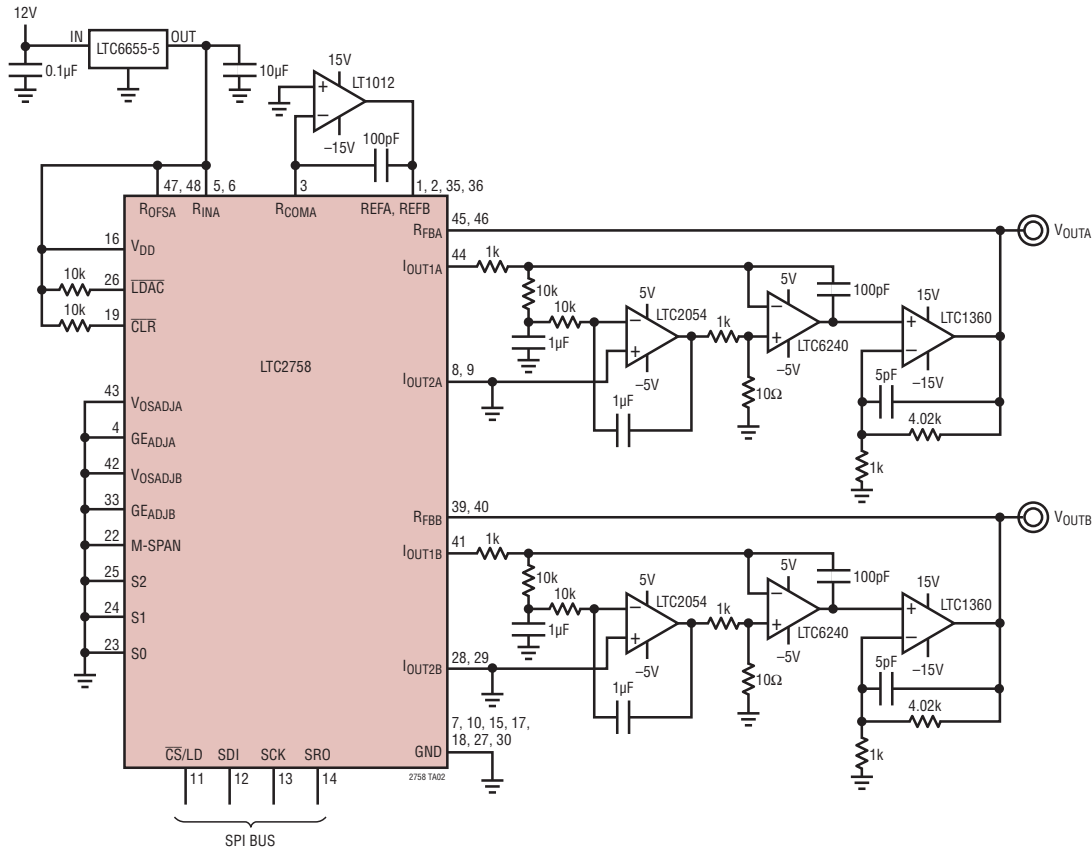 12V
IN LTC6655-5 OUT
0.1µF
10µF
15V
LT1012
+
−
−15V
100pF
47, 48 5, 6 3 1, 2, 35, 36
ROFSA RINA RCOMA REFA, REFB
16 VDD
10k 26 LDAC
10k 19 CLR
LTC2758
43 VOSADJA
4 GEADJA
42 VOSADJB
33 GEADJB
22 M-SPAN
25 S2
24 S1
23 S0
CS/LD SDI SCK SRO
11 12 13 14
SPI BUS
RFBA 45, 46
VOUTA
IOUT1A 44 1k
10k
10k
1µF
5V
LTC2054
−
+
−5V
1µF
1k
10Ω
5V
−
+
LTC6240
−5V
100pF
15V
LTC1360
+
−
−15V
5pF
4.02k
1k
IOUT2A 8, 9
RFBB 39, 40
VOUTB
IOUT1B 41 1k
10k
10k
1µF
5V
LTC2054
−
+
−5V
1µF
1k
10Ω
5V
−
+
LTC6240
−5V
100pF
15V
LTC1360
+
−
−15V
5pF
4.02k
1k
IOUT2B 28, 29
7, 10, 15, 17,
18, 27, 30
GND
2758 TA02